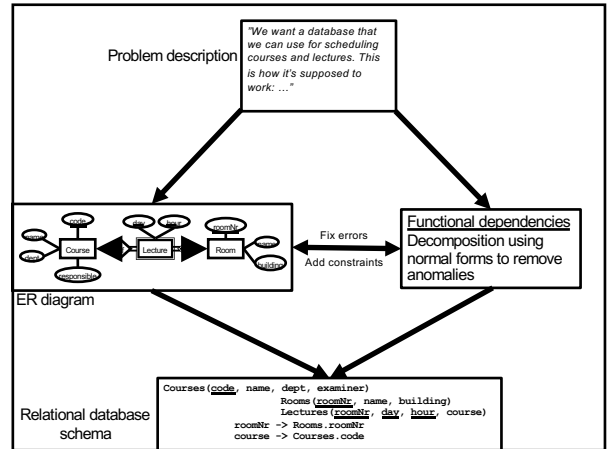 Problem description
"We want a database that
we can use for scheduling
courses and lectures. This
is how it's supposed to
work: …"
code
name
dept
Course
responsible
day
hour
Lecture
roomNr
Room
name
building
ER diagram
Fix errors
Add constraints
Functional dependencies
Decomposition using
normal forms to remove
anomalies
Relational database
schema
Courses(code, name, dept, examiner)
Rooms(roomNr, name, building)
Lectures(roomNr, day, hour, course)
roomNr -> Rooms.roomNr
course -> Courses.code